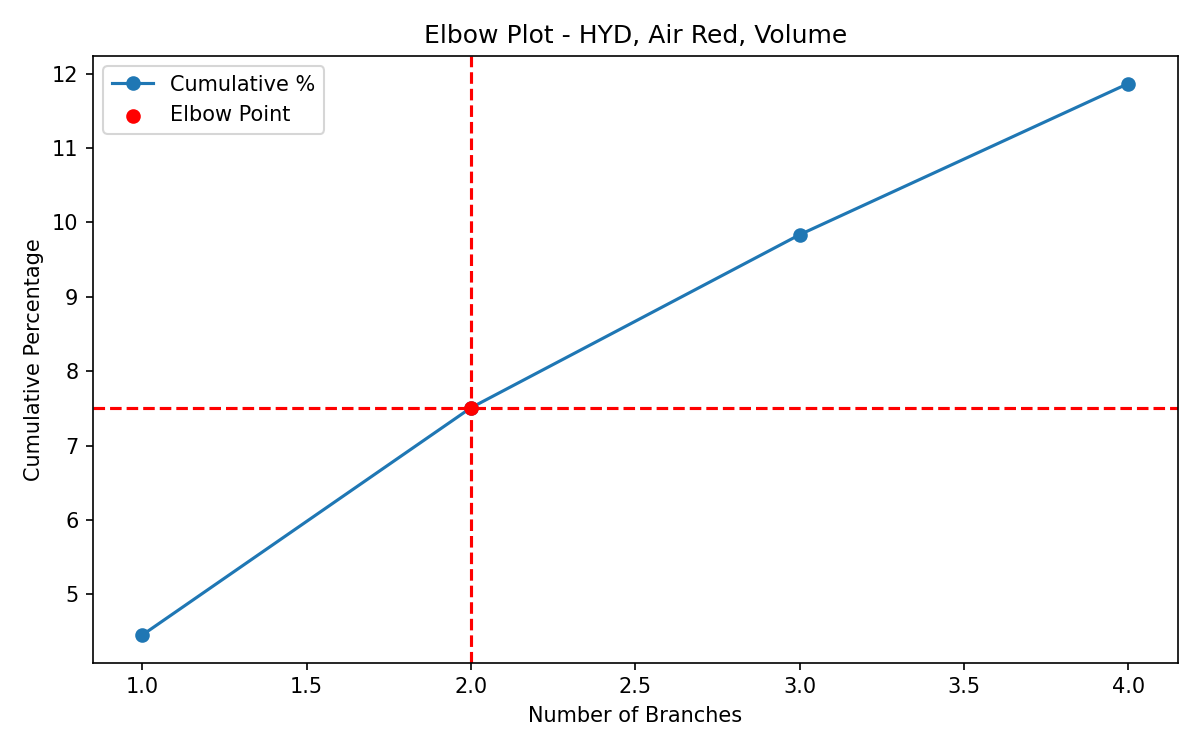 Elbow Plot - HYD, Air Red, Volume
Cumulative %
Elbow Point
Cumulative Percentage
12
11
10
9
8
7
6
5
1.0 1.5 2.0 2.5 3.0 3.5 4.0
Number of Branches